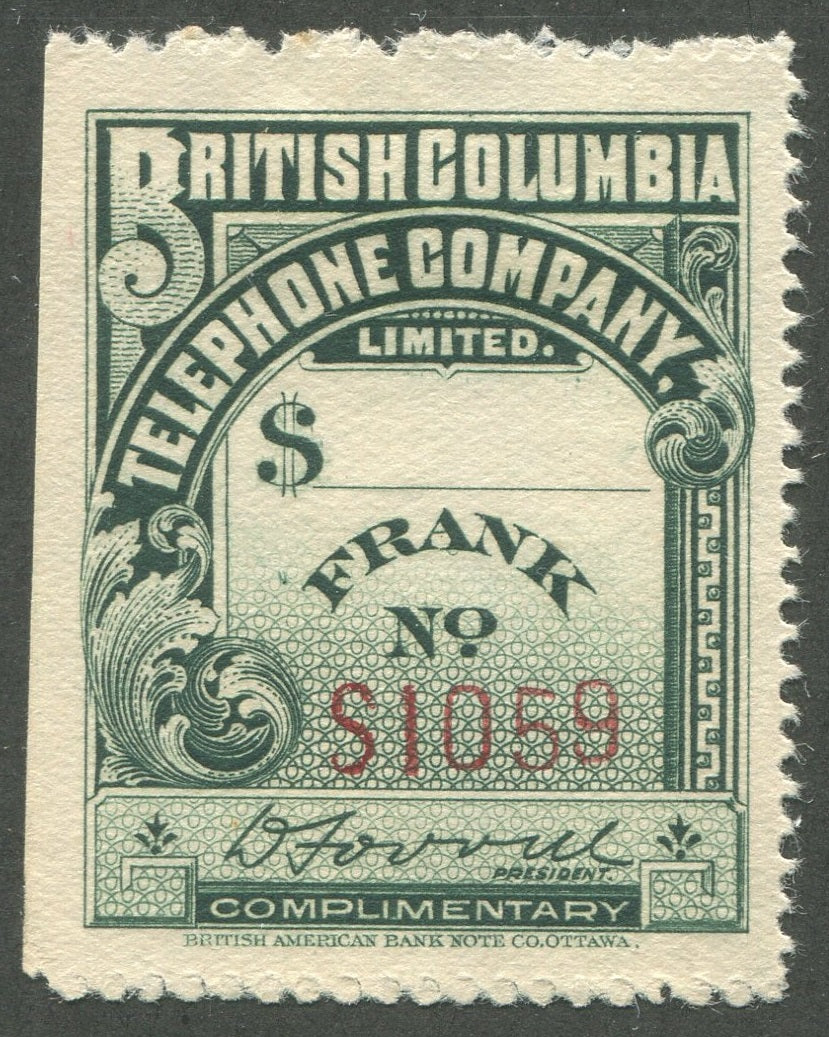 BRITISH COLUMBIA
TELEPHONE COMPANY,
LIMITED.
$
FRANK
No
S1059
PRESIDENT.
COMPLIMENTARY
BRITISH AMERICAN BANK NOTE CO. OTTAWA.